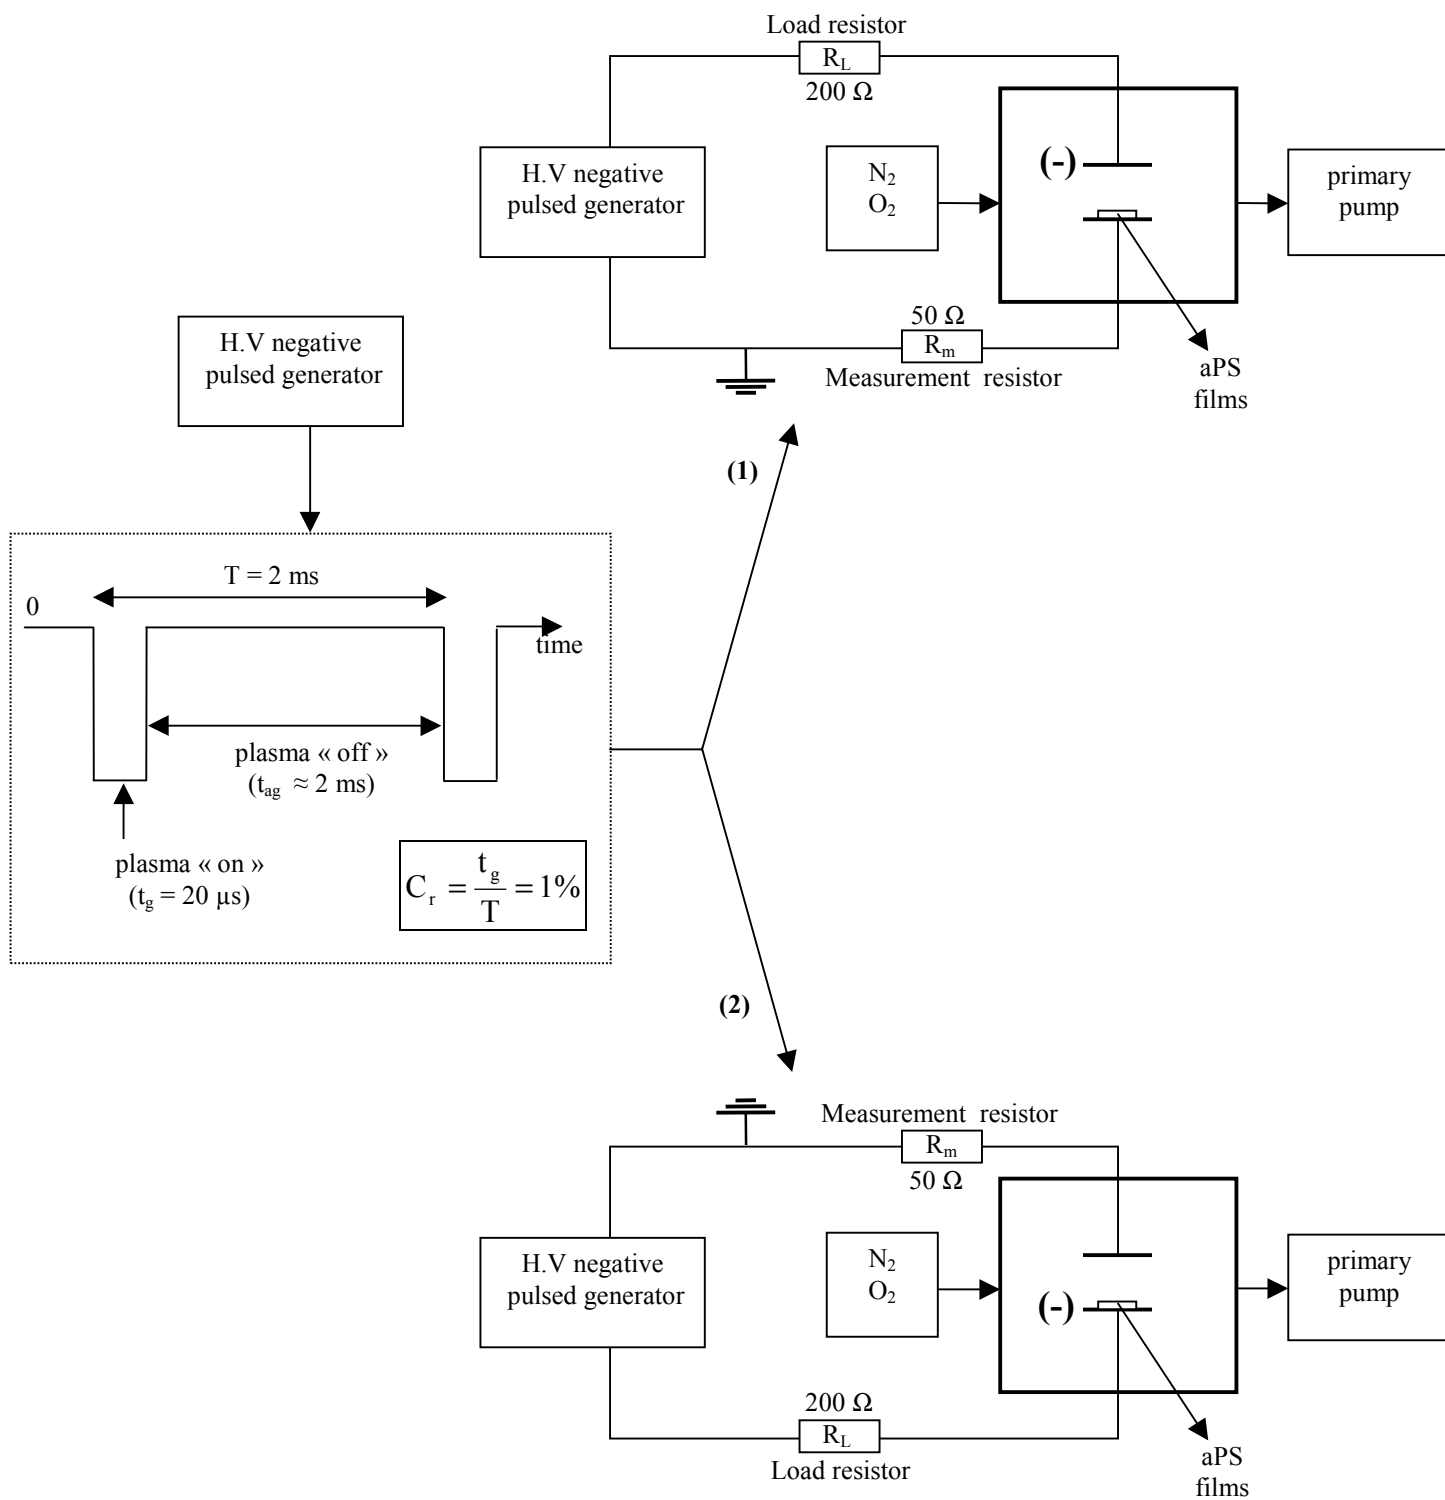 Load resistor
R_L
200 Ω
H.V negative
pulsed generator
N₂
O₂
(-)
primary
pump
50 Ω
R_m
Measurement resistor
aPS
films
H.V negative
pulsed generator
(1)
T = 2 ms
0
time
plasma « off »
(t_ag ≈ 2 ms)
plasma « on »
(t_g = 20 µs)
C_r = t_g / T = 1%
(2)
Measurement resistor
R_m
50 Ω
H.V negative
pulsed generator
N₂
O₂
(-)
primary
pump
200 Ω
R_L
Load resistor
aPS
films